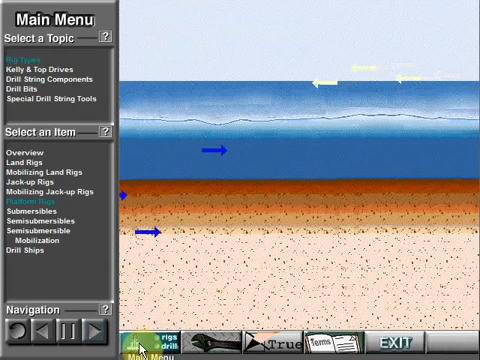 Main Menu
Select a Topic
?
Rig Types
Kelly & Top Drives
Drill String Components
Drill Bits
Special Drill String Tools
Select an Item
?
Overview
Land Rigs
Mobilizing Land Rigs
Jack-up Rigs
Mobilizing Jack-up Rigs
Platform Rigs
Submersibles
Semisubmersibles
Semisubmersible
Mobilization
Drill Ships
Navigation
?
rigs
drill
Main Menu
True
Terms
EXIT